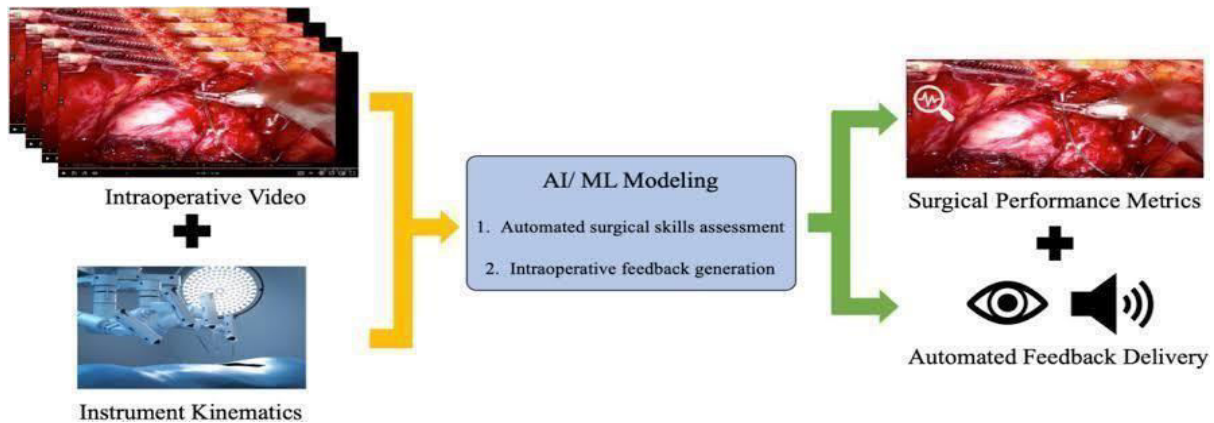 Intraoperative Video
Instrument Kinematics
AI/ ML Modeling
1. Automated surgical skills assessment
2. Intraoperative feedback generation
Surgical Performance Metrics
Automated Feedback Delivery